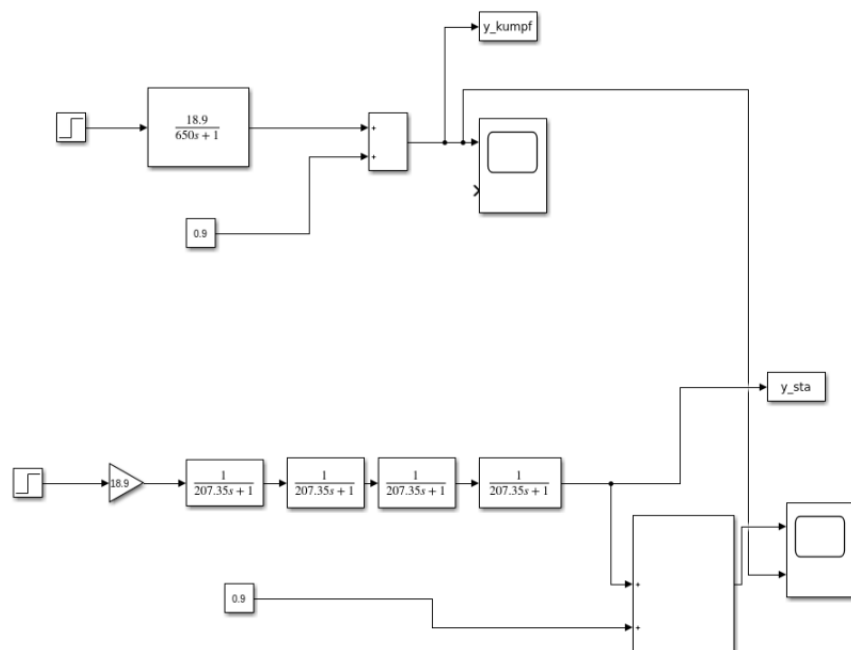 y_kumpf
18.9
650s + 1
+
+
0.9
y_sta
18.9
1
207.35s + 1
1
207.35s + 1
1
207.35s + 1
1
207.35s + 1
0.9
+
+